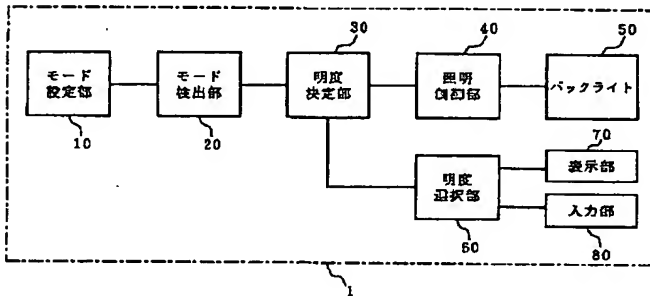 30
40
50
モード
設定部
モード
検出部
明度
決定部
照明
制御部
バックライト
10
20
70
表示部
明度
選択部
入力部
60
80
1